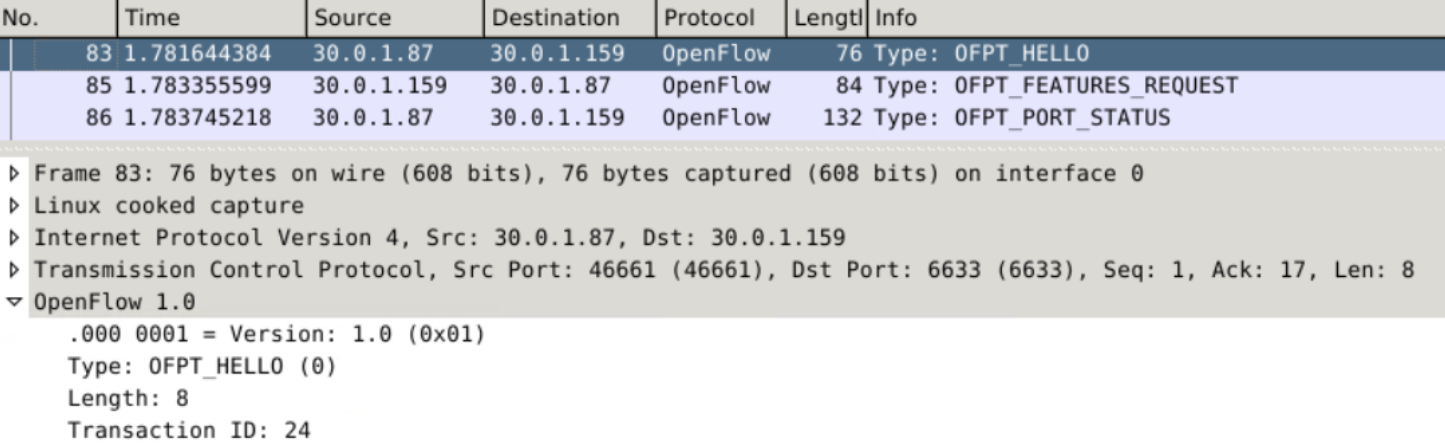 No. Time Source Destination Protocol Lengtl Info
83 1.781644384 30.0.1.87 30.0.1.159 OpenFlow 76 Type: OFPT_HELLO
85 1.783355599 30.0.1.159 30.0.1.87 OpenFlow 84 Type: OFPT_FEATURES_REQUEST
86 1.783745218 30.0.1.87 30.0.1.159 OpenFlow 132 Type: OFPT_PORT_STATUS
Frame 83: 76 bytes on wire (608 bits), 76 bytes captured (608 bits) on interface 0
Linux cooked capture
Internet Protocol Version 4, Src: 30.0.1.87, Dst: 30.0.1.159
Transmission Control Protocol, Src Port: 46661 (46661), Dst Port: 6633 (6633), Seq: 1, Ack: 17, Len: 8
OpenFlow 1.0
.000 0001 = Version: 1.0 (0x01)
Type: OFPT_HELLO (0)
Length: 8
Transaction ID: 24